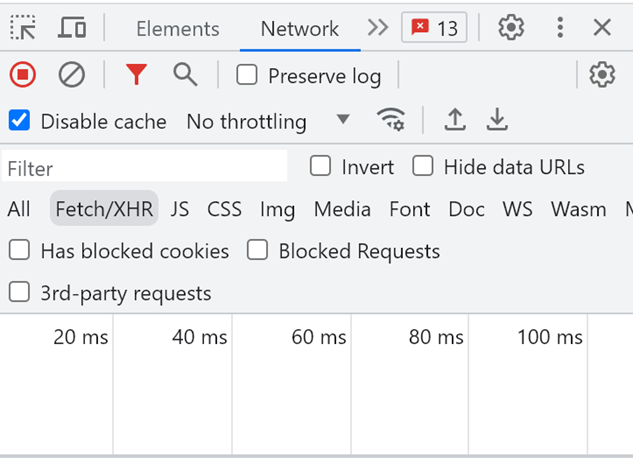 Elements Network 13
Preserve log
Disable cache No throttling
Filter Invert Hide data URLs
All Fetch/XHR JS CSS Img Media Font Doc WS Wasm
Has blocked cookies Blocked Requests
3rd-party requests
20 ms 40 ms 60 ms 80 ms 100 ms